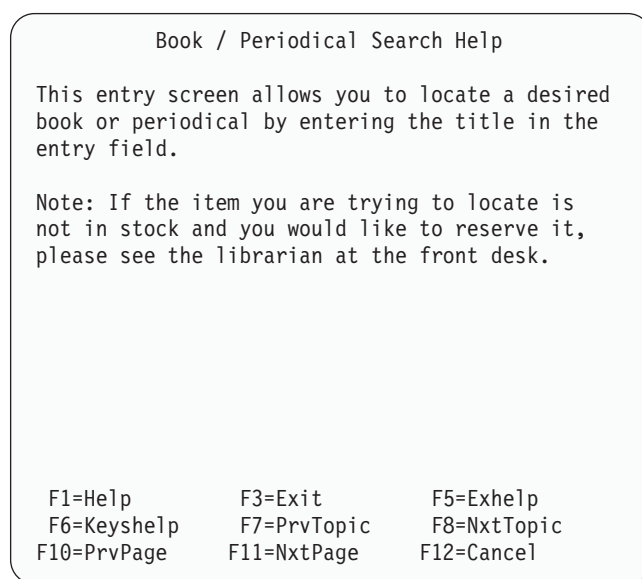 Book / Periodical Search Help
This entry screen allows you to locate a desired
book or periodical by entering the title in the
entry field.
Note: If the item you are trying to locate is
not in stock and you would like to reserve it,
please see the librarian at the front desk.
F1=Help F3=Exit F5=Exhelp
F6=Keyshelp F7=PrvTopic F8=NxtTopic
F10=PrvPage F11=NxtPage F12=Cancel